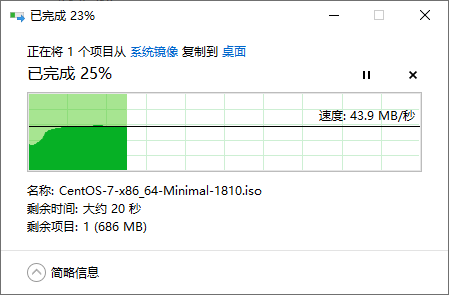 已完成 23%
正在将 1 个项目从 系统镜像 复制到 桌面
已完成 25%
速度: 43.9 MB/秒
名称: CentOS-7-x86_64-Minimal-1810.iso
剩余时间: 大约 20 秒
剩余项目: 1 (686 MB)
简略信息